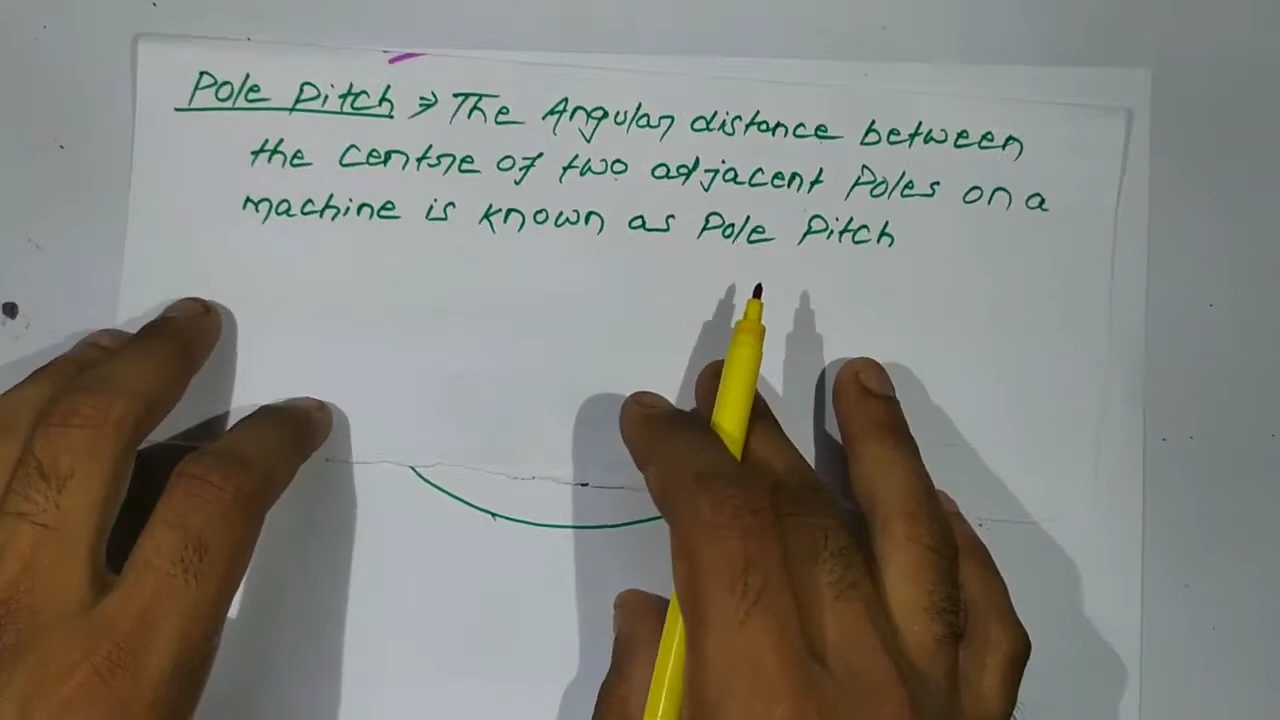 Pole Pitch ⇒ The Angular distance between
the centre of two adjacent Poles on a
machine is known as Pole Pitch